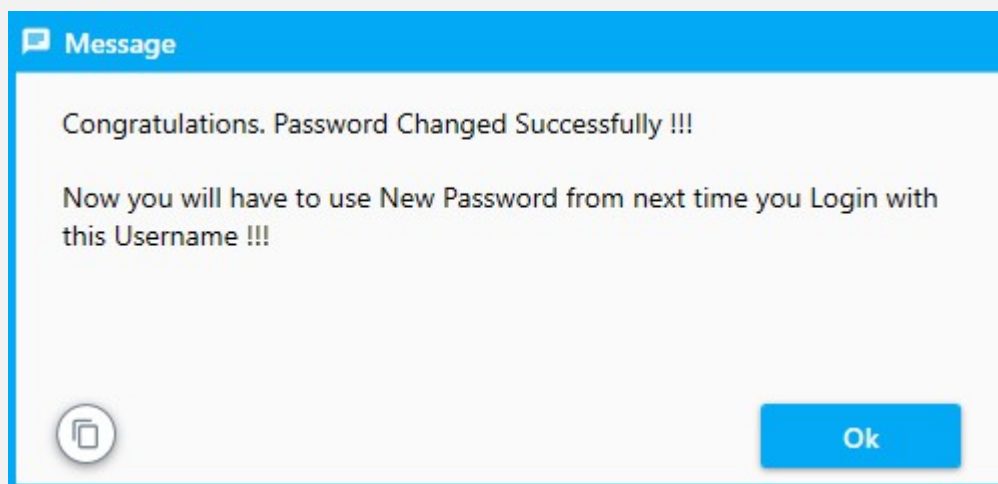 Message
Congratulations. Password Changed Successfully !!!
Now you will have to use New Password from next time you Login with
this Username !!!
Ok